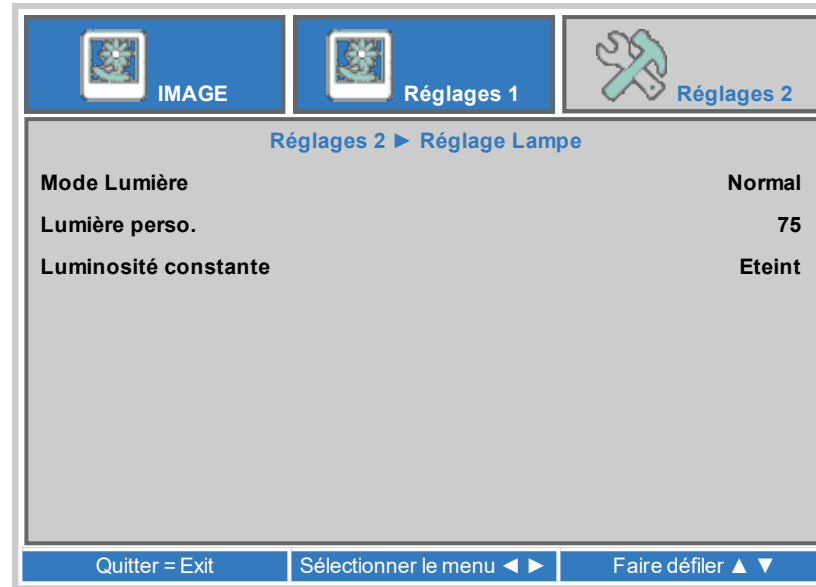 IMAGE
Réglages 1
Réglages 2
Réglages 2 ► Réglage Lampe
Mode Lumière Normal
Lumière perso. 75
Luminosité constante Eteint
Quitter = Exit
Sélectionner le menu ◄ ►
Faire défiler ▲ ▼